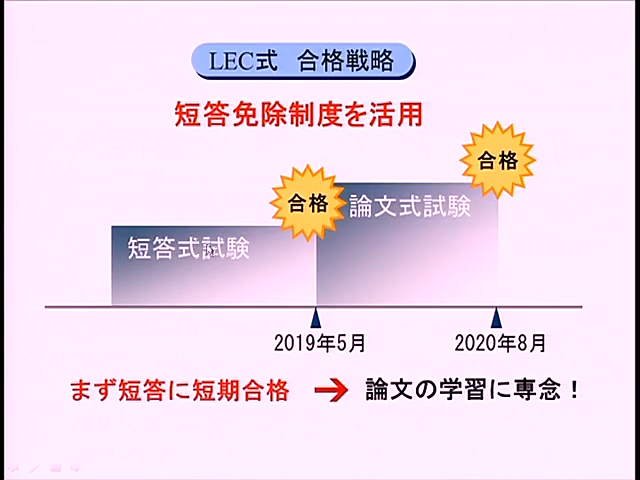 LEC式 合格戦略
短答免除制度を活用
合格
合格
論文式試験
短答式試験
2019年5月
2020年8月
まず短答に短期合格 → 論文の学習に専念！